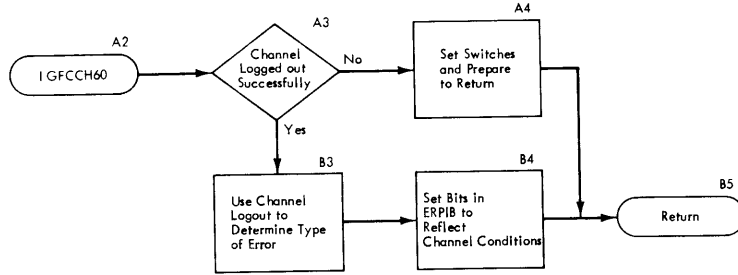 A2
IGFCCH60
A3
Channel
Logged out
Successfully
No
Yes
A4
Set Switches
and Prepare
to Return
B3
Use Channel
Logout to
Determine Type
of Error
B4
Set Bits in
ERPIB to
Reflect
Channel Conditions
B5
Return